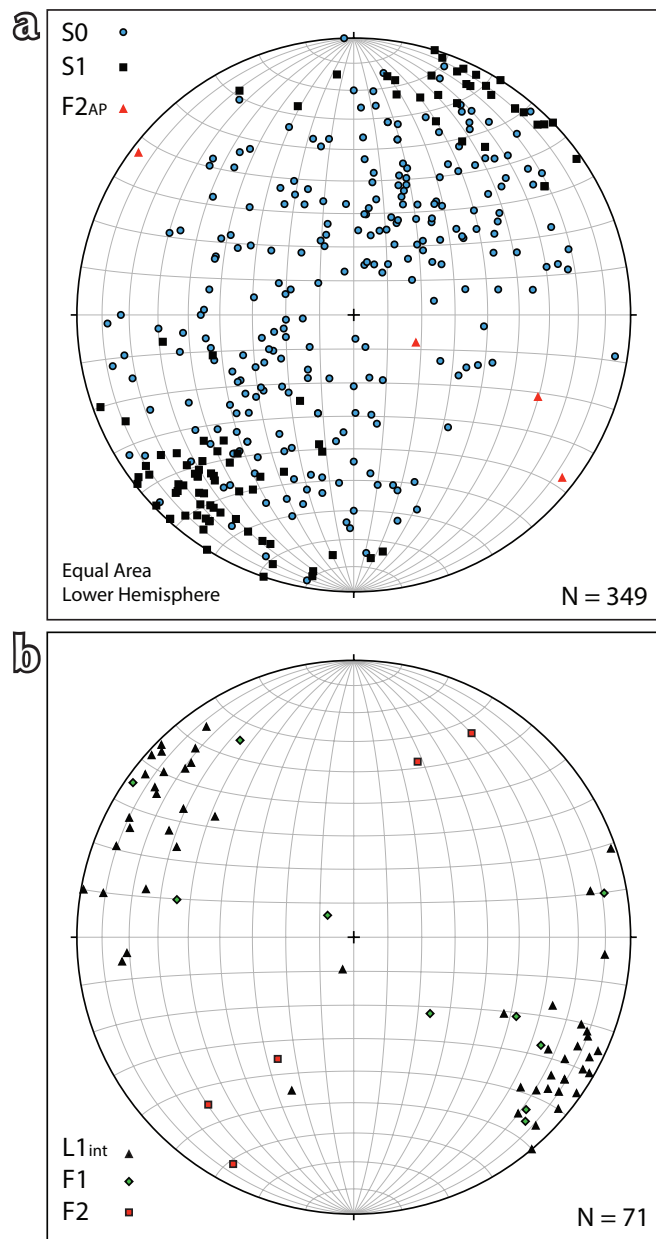 a
S0
S1
F2AP
Equal Area
Lower Hemisphere
N = 349
b
L1int
F1
F2
N = 71